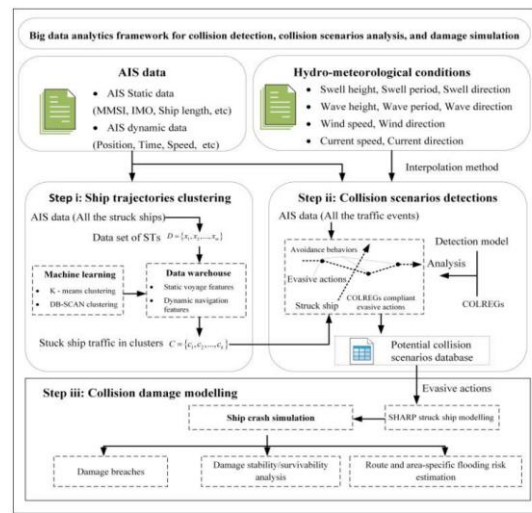 Big data analytics framework for collision detection, collision scenarios analysis, and damage simulation
AIS data
• AIS Static data
(MMSI, IMO, Ship length, etc)
• AIS dynamic data
(Position, Time, Speed, etc)
Hydro-meteorological conditions
• Swell height, Swell period, Swell direction
• Wave height, Wave period, Wave direction
• Wind speed, Wind direction
• Current speed, Current direction
Interpolation method
Step i: Ship trajectories clustering
AIS data (All the struck ships)
Data set of STs D = {x₁, x₂, ..., xₙ}
Machine learning
• K - means clustering
• DB-SCAN clustering
Data warehouse
• Static voyage features
• Dynamic navigation
features
Stuck ship traffic in clusters C = {c₁, c₂, ..., cₖ}
Step ii: Collision scenarios detections
AIS data (All the traffic events)
Avoidance behaviors
Evasive actions
Struck ship
COLREGs compliant
evasive actions
Detection model
Analysis
COLREGs
Potential collision
scenarios database
Evasive actions
Step iii: Collision damage modelling
Ship crash simulation
SHARP struck ship modelling
Damage breaches
Damage stability/survivability
analysis
Route and area-specific flooding risk
estimation